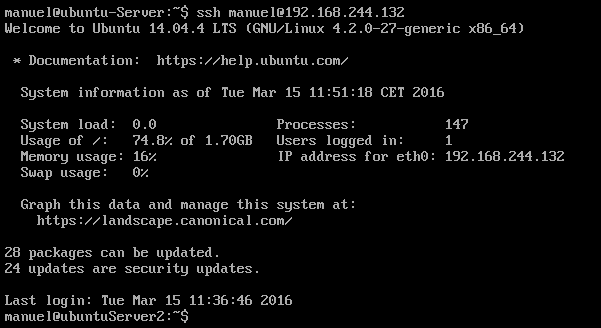 manuel@ubuntu-Server:~$ ssh manuel@192.168.244.132
Welcome to Ubuntu 14.04.4 LTS (GNU/Linux 4.2.0-27-generic x86_64)
* Documentation:  https://help.ubuntu.com/
System information as of Tue Mar 15 11:51:18 CET 2016
System load:  0.0               Processes:           147
Usage of /:   74.8% of 1.70GB   Users logged in:     1
Memory usage: 16%               IP address for eth0: 192.168.244.132
Swap usage:   0%
Graph this data and manage this system at:
https://landscape.canonical.com/
28 packages can be updated.
24 updates are security updates.
Last login: Tue Mar 15 11:36:46 2016
manuel@ubuntuServer2:~$